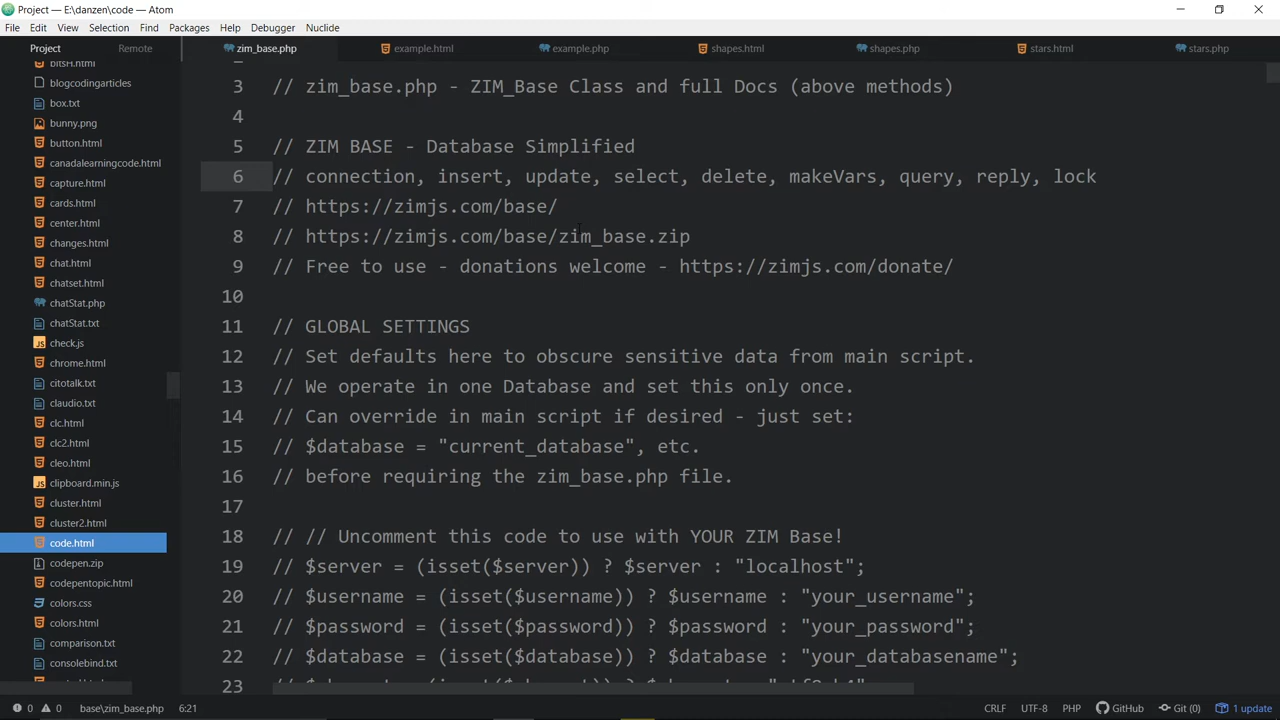 Project — E:\danzen\code — Atom
File Edit View Selection Find Packages Help Debugger Nuclide
Project Remote
zim_base.php example.html example.php shapes.html shapes.php stars.html stars.php
bitsH.html
blogcodingarticles
box.txt
bunny.png
button.html
canadalearningcode.html
capture.html
cards.html
center.html
changes.html
chat.html
chatset.html
chatStat.php
chatStat.txt
check.js
chrome.html
citotalk.txt
claudio.txt
clc.html
clc2.html
cleo.html
clipboard.min.js
cluster.html
cluster2.html
code.html
codepen.zip
codepentopic.html
colors.css
colors.html
comparison.txt
consolebind.txt
3 // zim_base.php - ZIM_Base Class and full Docs (above methods)
4
5 // ZIM BASE - Database Simplified
6 // connection, insert, update, select, delete, makeVars, query, reply, lock
7 // https://zimjs.com/base/
8 // https://zimjs.com/base/zim_base.zip
9 // Free to use - donations welcome - https://zimjs.com/donate/
10
11 // GLOBAL SETTINGS
12 // Set defaults here to obscure sensitive data from main script.
13 // We operate in one Database and set this only once.
14 // Can override in main script if desired - just set:
15 // $database = "current_database", etc.
16 // before requiring the zim_base.php file.
17
18 // // Uncomment this code to use with YOUR ZIM Base!
19 // $server = (isset($server)) ? $server : "localhost";
20 // $username = (isset($username)) ? $username : "your_username";
21 // $password = (isset($password)) ? $password : "your_password";
22 // $database = (isset($database)) ? $database : "your_databasename";
23
0 0 base\zim_base.php 6:21 CRLF UTF-8 PHP GitHub Git (0) 1 update